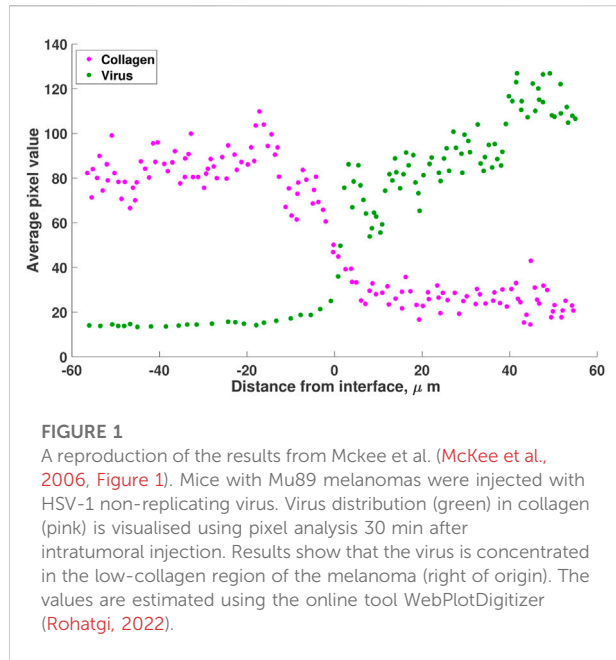 140
120
100
80
60
40
20
0
Collagen
Virus
Average pixel value
-60
-40
-20
0
20
40
60
Distance from interface, μ m
FIGURE 1
A reproduction of the results from Mckee et al. (McKee et al.,
2006, Figure 1). Mice with Mu89 melanomas were injected with
HSV-1 non-replicating virus. Virus distribution (green) in collagen
(pink) is visualised using pixel analysis 30 min after
intratumoral injection. Results show that the virus is concentrated
in the low-collagen region of the melanoma (right of origin). The
values are estimated using the online tool WebPlotDigitizer
(Rohatgi, 2022).